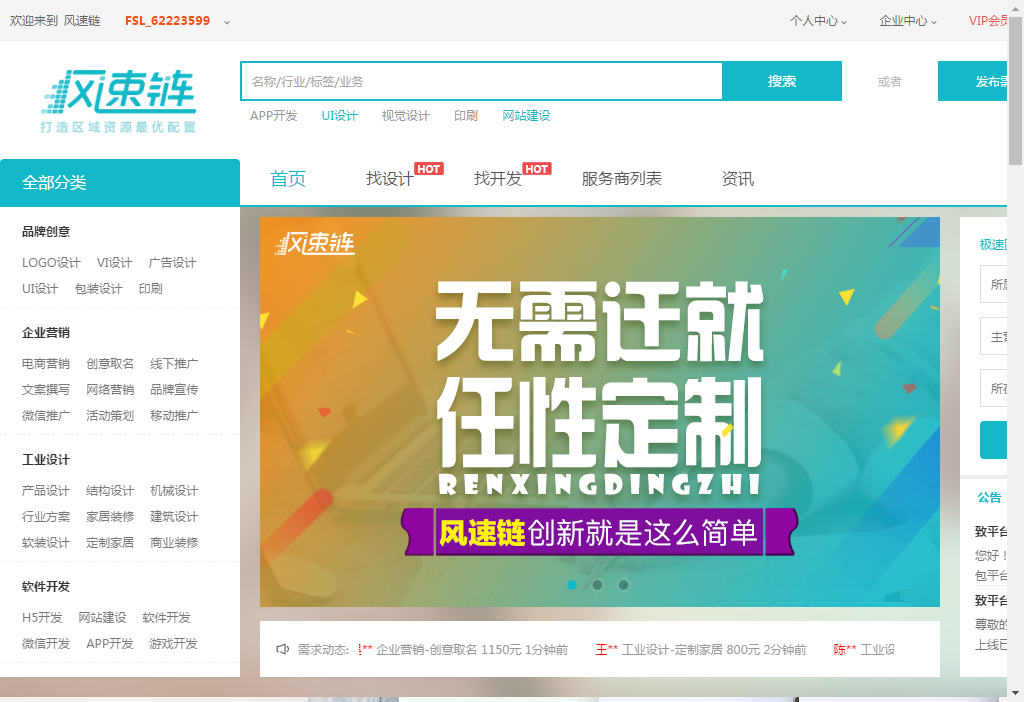 欢迎来到 风速链 FSL_62223599 个人中心 企业中心 VIP会员
风速链
打造区域资源最优配置
名称/行业/标签/业务 搜索 或者 发布需
APP开发 UI设计 视觉设计 印刷 网站建设
全部分类 首页 找设计 HOT 找开发 HOT 服务商列表 资讯
品牌创意
LOGO设计 VI设计 广告设计
UI设计 包装设计 印刷
企业营销
电商营销 创意取名 线下推广
文案撰写 网络营销 品牌宣传
微信推广 活动策划 移动推广
工业设计
产品设计 结构设计 机械设计
行业方案 家居装修 建筑设计
软装设计 定制家居 商业装修
软件开发
H5开发 网站建设 软件开发
微信开发 APP开发 游戏开发
风速链
无需迁就
任性定制
RENXINGDINGZHI
风速链创新就是这么简单
需求动态: ** 企业营销-创意取名 1150元 1分钟前 王** 工业设计-定制家居 800元 2分钟前 陈** 工业设
极速
所
主
所
公告
致平台
您好！
包平台
致平台
尊敬的
上线已